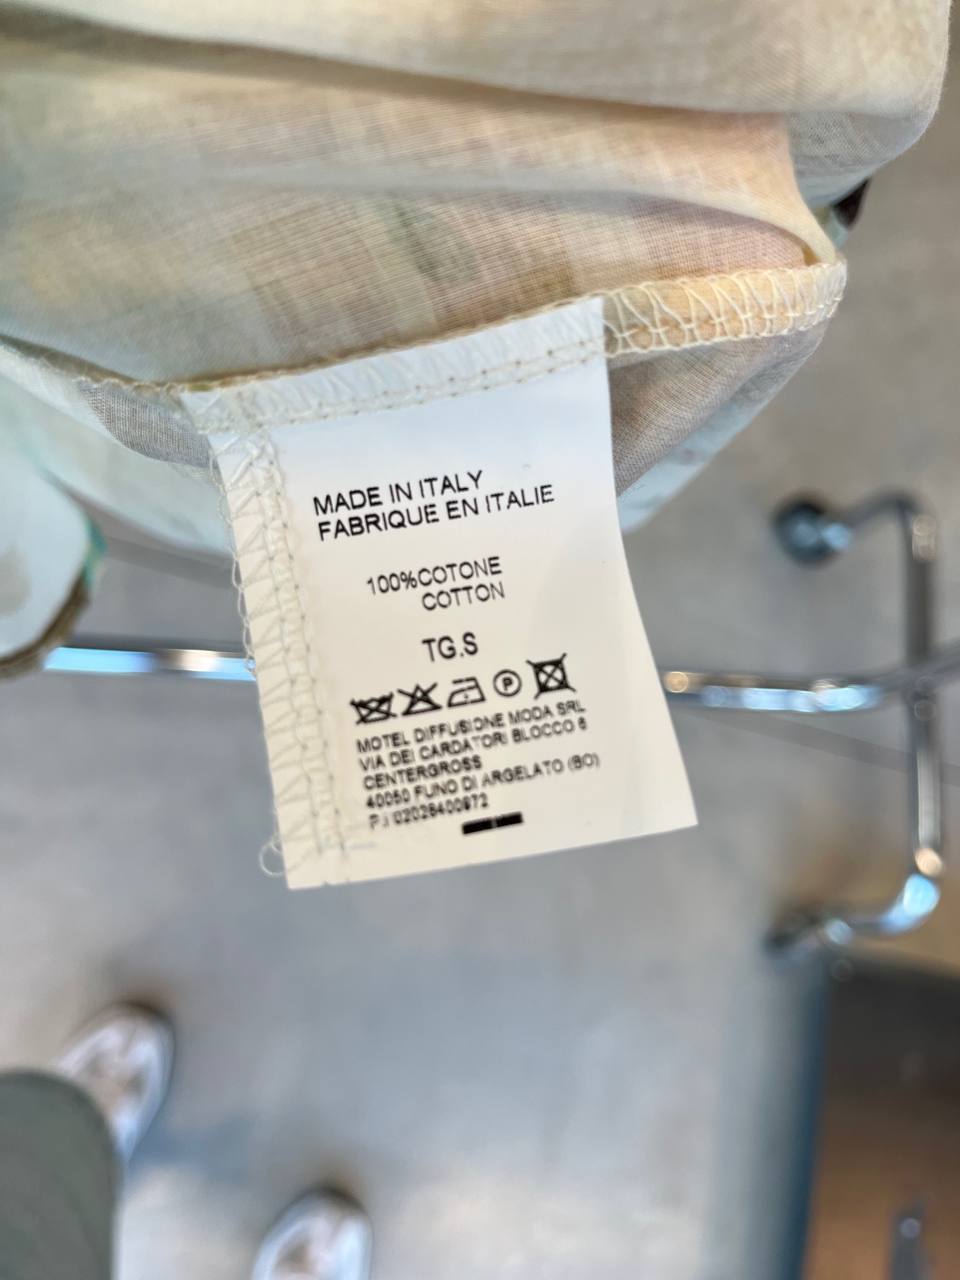 MADE IN ITALY
FABRIQUE EN ITALIE
100%COTONE
COTTON
TG.S
P
MOTEL DIFFUSIONE MODA SRL
VIA DEI CARDATORI BLOCCO 6
CENTERGROSS
40050 FUNO DI ARGELATO (BO)